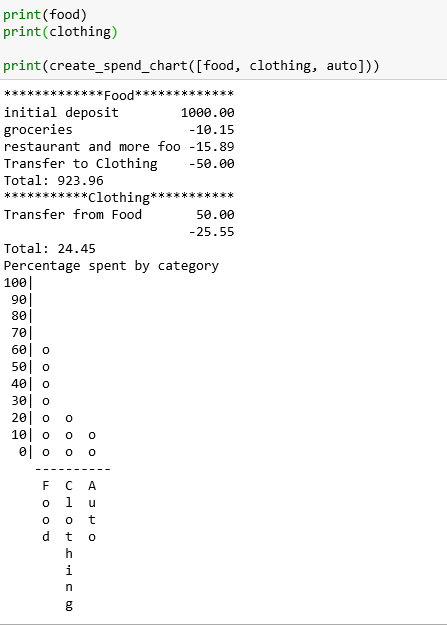 print(food)
print(clothing)

print(create_spend_chart([food, clothing, auto]))
*************Food*************
initial deposit        1000.00
groceries               -10.15
restaurant and more foo -15.89
Transfer to Clothing    -50.00
Total: 923.96
***********Clothing***********
Transfer from Food       50.00
                        -25.55
Total: 24.45
Percentage spent by category
100|
 90|
 80|
 70|
 60| o
 50| o
 40| o
 30| o
 20| o  o
 10| o  o  o
  0| o  o  o
    ----------
     F  C  A
     o  l  u
     o  o  t
     d  t  o
        h
        i
        n
        g